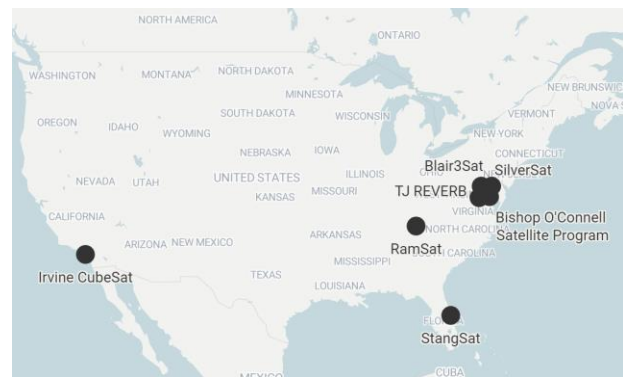 NORTH AMERICA
ONTARIO
WASHINGTON
MONTANA
NORTH DAKOTA
MINNESOTA
NEW BRUNSWIC
NOVA S
OREGON
IDAHO
WYOMING
SOUTH DAKOTA
WISCONSIN
VERMONT
NEW YORK
NEBRASKA
IOWA
CONNECTICUT
Blair3Sat
SilverSat
NEVADA
UTAH
UNITED STATES
ILLINOIS
KANSAS
MISSOURI
TJ REVERB
CALIFORNIA
VIRGINIA
Bishop O'Connell
Satellite Program
ARIZONA
NEW MEXICO
ARKANSAS
RamSat
NORTH CAROLINA
MISSISSIPPI
SOUTH CAROLINA
Irvine CubeSat
TEXAS
LOUISIANA
StangSat
MEXICO
CUBA